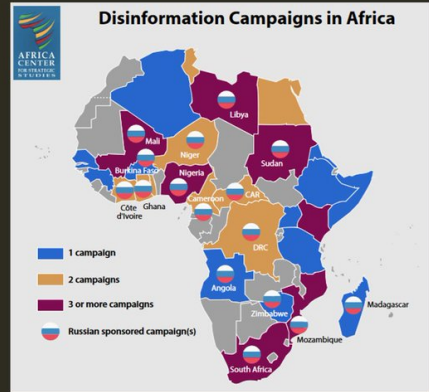 Disinformation Campaigns in Africa
AFRICA
CENTER
FOR STRATEGIC
STUDIES
Libya
Mali
Niger
Sudan
Burkina Faso
Nigeria
Cameroon
CAR
Côte
d'Ivoire
Ghana
DRC
1 campaign
2 campaigns
3 or more campaigns
Russian sponsored campaign(s)
Angola
Zimbabwe
Madagascar
Mozambique
South Africa